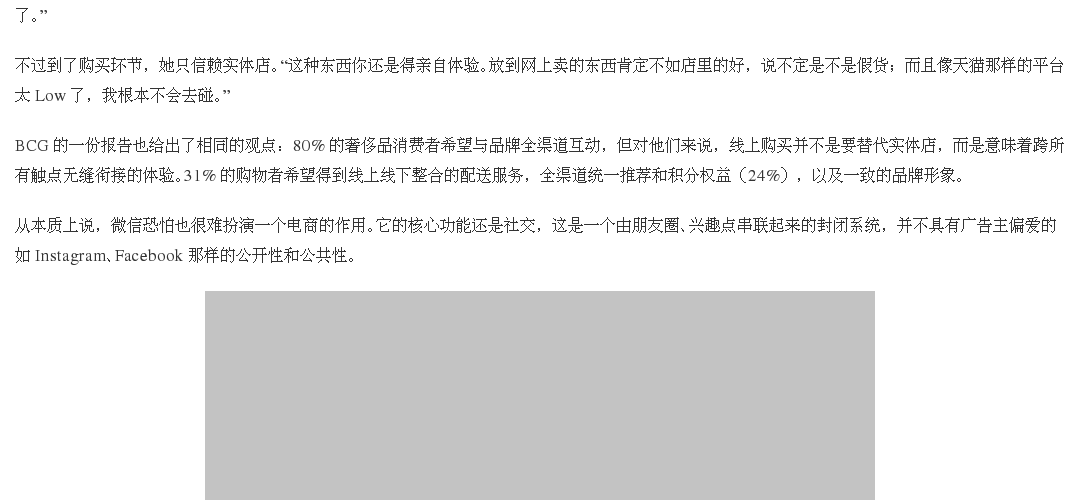 了。”
不过到了购买环节，她只信赖实体店。“这种东西你还是得亲自体验。放到网上卖的东西肯定不如店里的好，说不定是不是假货；而且像天猫那样的平台
太 Low 了，我根本不会去碰。”
BCG 的一份报告也给出了相同的观点：80% 的奢侈品消费者希望与品牌全渠道互动，但对他们来说，线上购买并不是要替代实体店，而是意味着跨所
有触点无缝衔接的体验。31% 的购物者希望得到线上线下整合的配送服务，全渠道统一推荐和积分权益（24%），以及一致的品牌形象。
从本质上说，微信恐怕也很难扮演一个电商的作用。它的核心功能还是社交，这是一个由朋友圈、兴趣点串联起来的封闭系统，并不具有广告主偏爱的
如 Instagram、Facebook 那样的公开性和公共性。